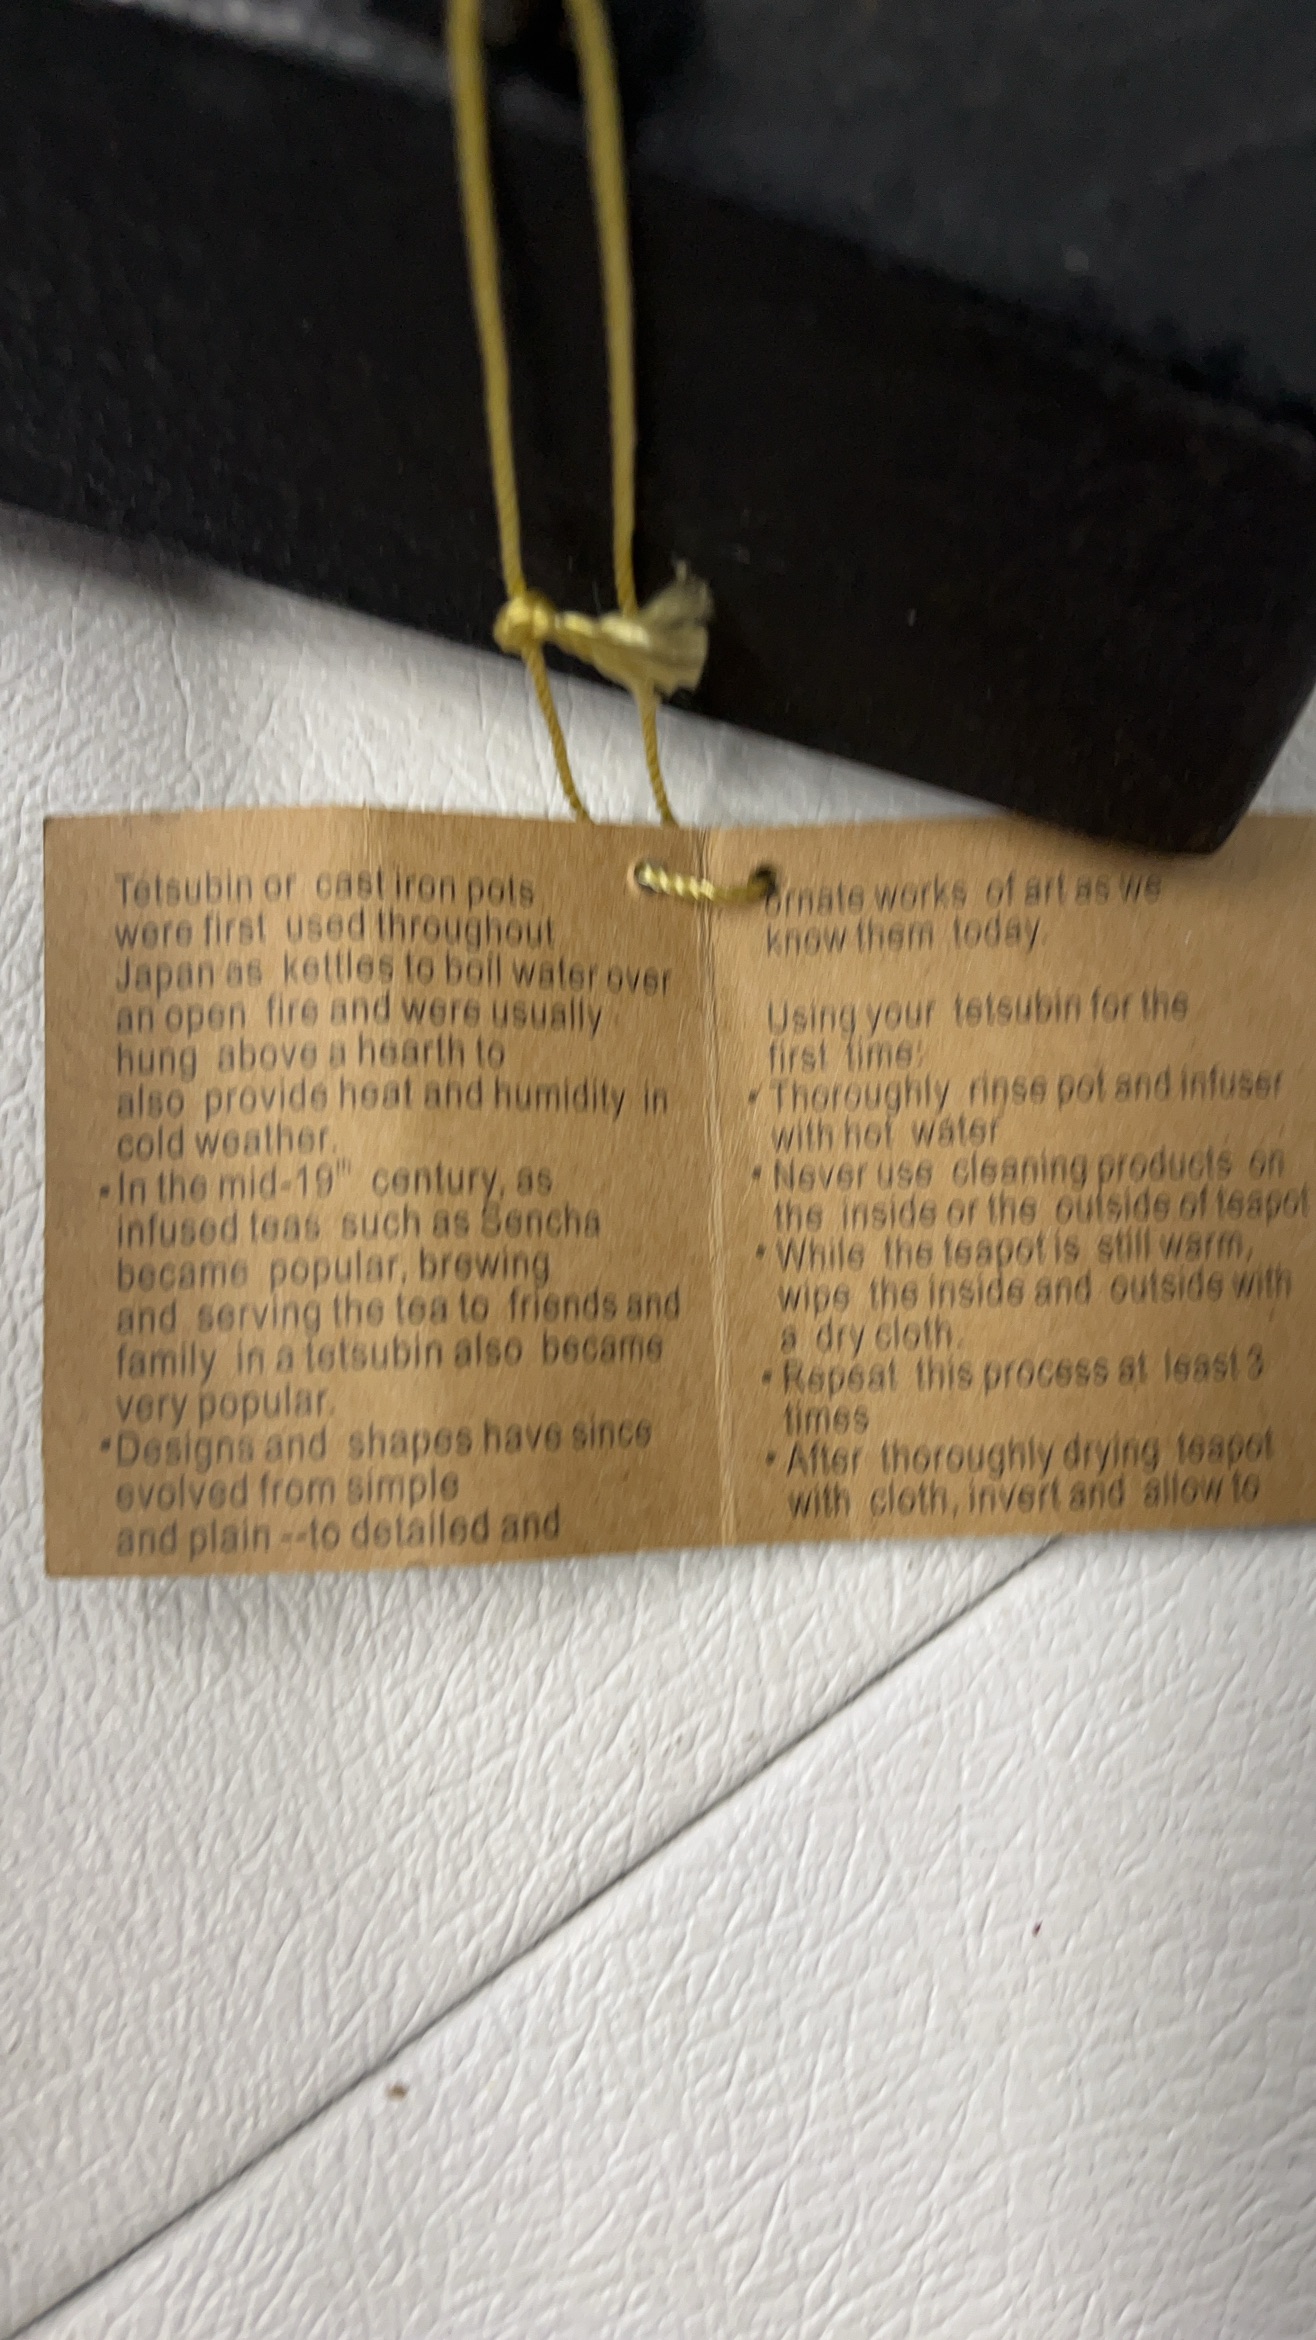 Tetsubin or cast iron pots
were first used throughout
Japan as kettles to boil water over
an open fire and were usually
hung above a hearth to
also provide heat and humidity in
cold weather.
•In the mid-19th century, as
infused teas such as Sencha
became popular, brewing
and serving the tea to friends and
family in a tetsubin also became
very popular.
•Designs and shapes have since
evolved from simple
and plain --to detailed and
ornate works of art as we
know them today.
Using your tetsubin for the
first time:
•Thoroughly rinse pot and infuser
with hot water
•Never use cleaning products on
the inside or the outside of teapot
•While the teapot is still warm,
wipe the inside and outside with
a dry cloth.
•Repeat this process at least 3
times
•After thoroughly drying teapot
with cloth, invert and allow to